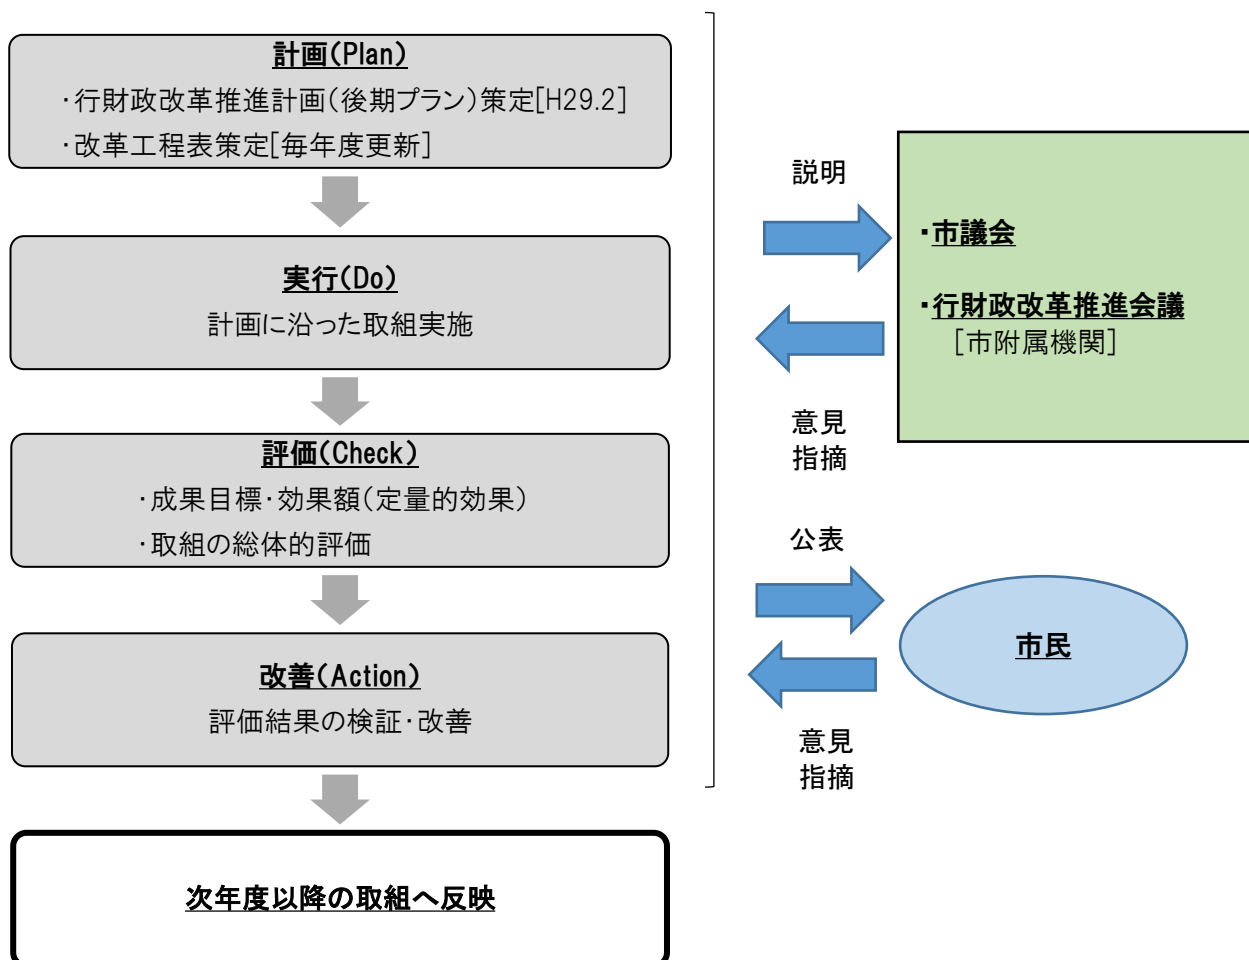 計画(Plan)
・行財政改革推進計画(後期プラン)策定[H29.2]
・改革工程表策定[毎年度更新]
実行(Do)
計画に沿った取組実施
評価(Check)
・成果目標・効果額(定量的効果)
・取組の総体的評価
改善(Action)
評価結果の検証・改善
次年度以降の取組へ反映
説明
・市議会
・行財政改革推進会議
[市附属機関]
意見
指摘
公表
市民
意見
指摘